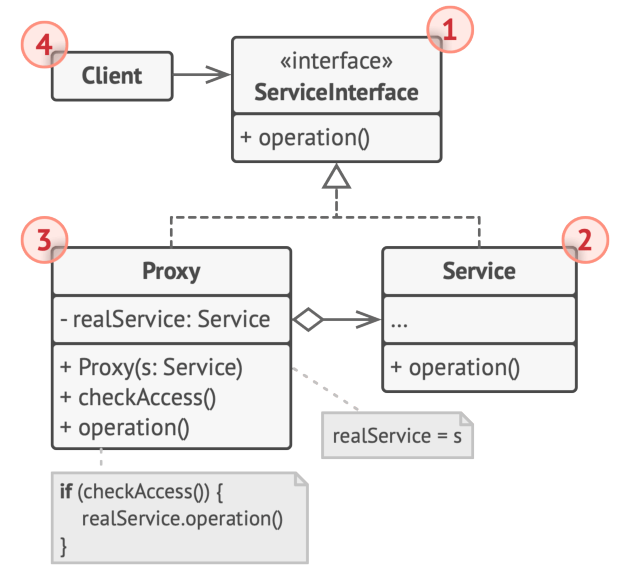 1
4
Client
«interface»
ServiceInterface
+ operation()
3
2
Proxy
- realService: Service
+ Proxy(s: Service)
+ checkAccess()
+ operation()
Service
...
+ operation()
realService = s
if (checkAccess()) {
realService.operation()
}